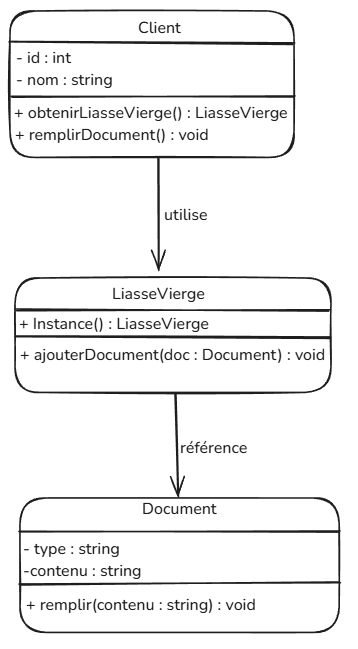 Client
- id : int
- nom : string
+ obtenirLiasseVierge() : LiasseVierge
+ remplirDocument() : void
utilise
LiasseVierge
+ Instance() : LiasseVierge
+ ajouterDocument(doc : Document) : void
référence
Document
- type : string
-contenu : string
+ remplir(contenu : string) : void